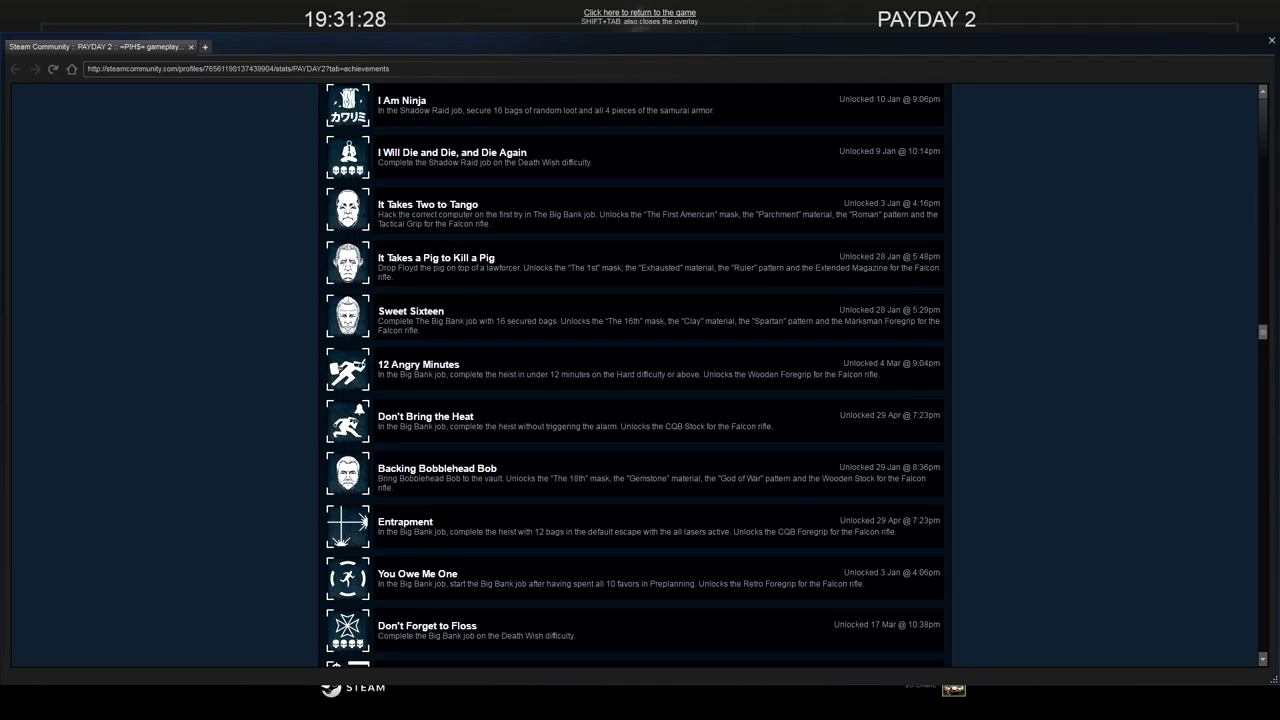 19:31:28
Click here to return to the game
SHIFT+TAB also closes the overlay
PAYDAY 2
Steam Community :: PAYDAY 2 :: =PIH$= gameplay...
http://steamcommunity.com/profiles/76561198137439904/stats/PAYDAY2?tab=achievements
カワリミ
I Am Ninja
Unlocked 10 Jan @ 9:06pm
In the Shadow Raid job, secure 16 bags of random loot and all 4 pieces of the samurai armor.
I Will Die and Die, and Die Again
Unlocked 9 Jan @ 10:14pm
Complete the Shadow Raid job on the Death Wish difficulty.
It Takes Two to Tango
Unlocked 3 Jan @ 4:16pm
Hack the correct computer on the first try in The Big Bank job. Unlocks the "The First American" mask, the "Parchment" material, the "Roman" pattern and the
Tactical Grip for the Falcon rifle.
It Takes a Pig to Kill a Pig
Unlocked 28 Jan @ 5:48pm
Drop Floyd the pig on top of a lawforcer. Unlocks the "The 1st" mask, the "Exhausted" material, the "Ruler" pattern and the Extended Magazine for the Falcon
rifle.
Sweet Sixteen
Unlocked 28 Jan @ 5:29pm
Complete The Big Bank job with 16 secured bags. Unlocks the "The 16th" mask, the "Clay" material, the "Spartan" pattern and the Marksman Foregrip for the
Falcon rifle.
12 Angry Minutes
Unlocked 4 Mar @ 9:04pm
In the Big Bank job, complete the heist in under 12 minutes on the Hard difficulty or above. Unlocks the Wooden Foregrip for the Falcon rifle.
Don't Bring the Heat
Unlocked 29 Apr @ 7:23pm
In the Big Bank job, complete the heist without triggering the alarm. Unlocks the CQB Stock for the Falcon rifle.
Backing Bobblehead Bob
Unlocked 29 Jan @ 8:36pm
Bring Bobblehead Bob to the vault. Unlocks the "The 18th" mask, the "Gemstone" material, the "God of War" pattern and the Wooden Stock for the Falcon
rifle.
Entrapment
Unlocked 29 Apr @ 7:23pm
In the Big Bank job, complete the heist with 12 bags in the default escape with the all lasers active. Unlocks the CQB Foregrip for the Falcon rifle.
You Owe Me One
Unlocked 3 Jan @ 4:06pm
In the Big Bank job, start the Big Bank job after having spent all 10 favors in Preplanning. Unlocks the Retro Foregrip for the Falcon rifle.
Don't Forget to Floss
Unlocked 17 Mar @ 10:38pm
Complete the Big Bank job on the Death Wish difficulty.
STEAM